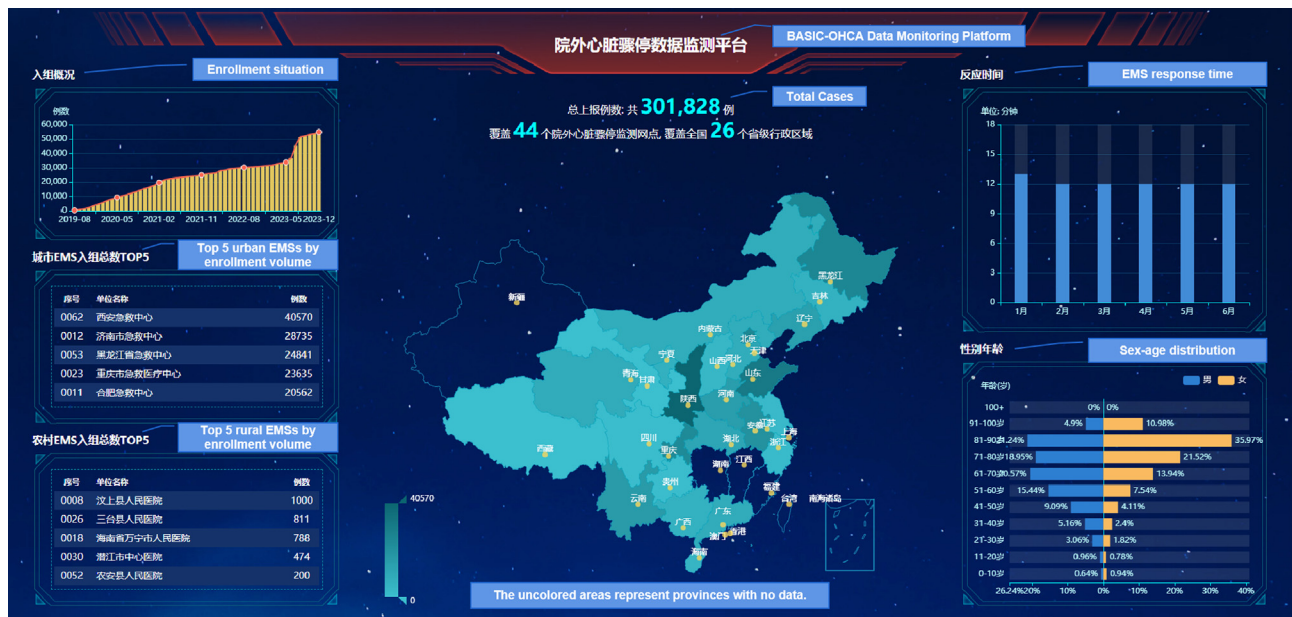 院外心脏骤停数据监测平台
BASIC-OHCA Data Monitoring Platform
入组概况
Enrollment situation
例数
60,000
50,000
40,000
30,000
20,000
10,000
0
2019-08 2020-05 2021-02 2021-11 2022-08 2023-05 2023-12
城市EMS入组总数TOP5
Top 5 urban EMSs by
enrollment volume
序号 单位名称 例数
0062 西安急救中心 40570
0012 济南市急救中心 28735
0053 黑龙江省急救中心 24841
0023 重庆市急救医疗中心 23635
0011 合肥急救中心 20562
农村EMS入组总数TOP5
Top 5 rural EMSs by
enrollment volume
序号 单位名称 例数
0008 汶上县人民医院 1000
0026 三台县人民医院 811
0018 海南省万宁市人民医院 788
0030 潜江市中心医院 474
0052 农安县人民医院 200
总上报例数: 共 301,828 例
Total Cases
覆盖 44 个院外心脏骤停监测网点, 覆盖全国 26 个省级行政区域
黑龙江
新疆
吉林
辽宁
内蒙古
北京
天津
宁夏
山西
河北
青海
甘肃
山东
陕西
河南
安徽
江苏
上海
四川
湖北
浙江
西藏
重庆
湖南
江西
贵州
福建
云南
台湾
南海诸岛
广西
广东
澳门
香港
海南
40570
0
The uncolored areas represent provinces with no data.
反应时间
EMS response time
单位: 分钟
18
15
12
9
6
3
0
1月 2月 3月 4月 5月 6月
性别年龄
Sex-age distribution
男 女
年龄(岁)
100+ 0% 0%
91-100岁 4.9% 10.98%
81-90岁 21.24% 35.97%
71-80岁 18.95% 21.52%
61-70岁 20.57% 13.94%
51-60岁 15.44% 7.54%
41-50岁 9.09% 4.11%
31-40岁 5.16% 2.4%
21-30岁 3.06% 1.82%
11-20岁 0.96% 0.78%
0-10岁 0.64% 0.94%
26.24% 20% 10% 0% 10% 20% 30% 40%